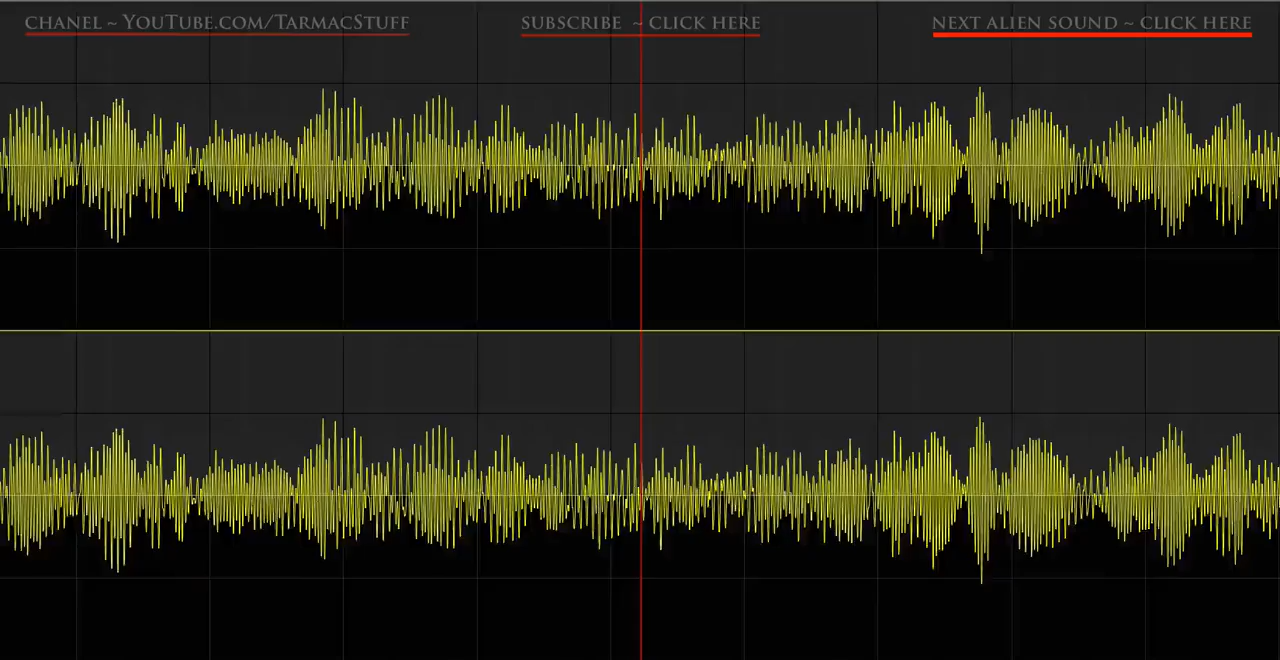 CHANEL ~ YOUTUBE.COM/TARMACSTUFF
SUBSCRIBE ~ CLICK HERE
NEXT ALIEN SOUND ~ CLICK HERE